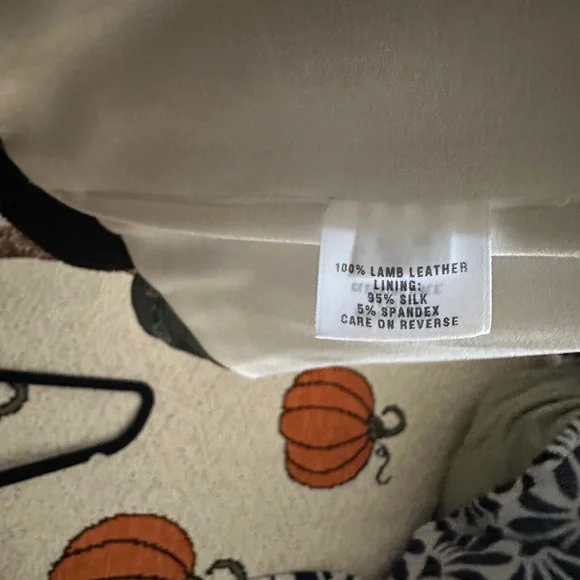 100% LAMB LEATHER
LINING:
95% SILK
5% SPANDEX
CARE ON REVERSE